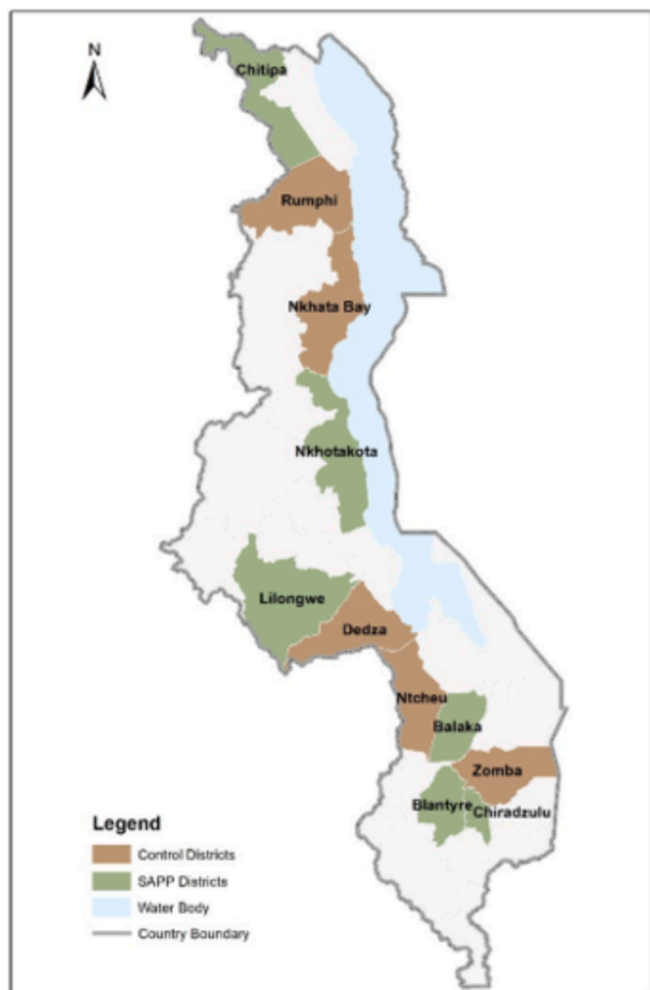 N
Chitipa
Rumphi
Nkhata Bay
Nkhotakota
Lilongwe
Dedza
Ntcheu
Balaka
Zomba
Blantyre
Chiradzulu
Legend
Control Districts
SAPP Districts
Water Body
Country Boundary